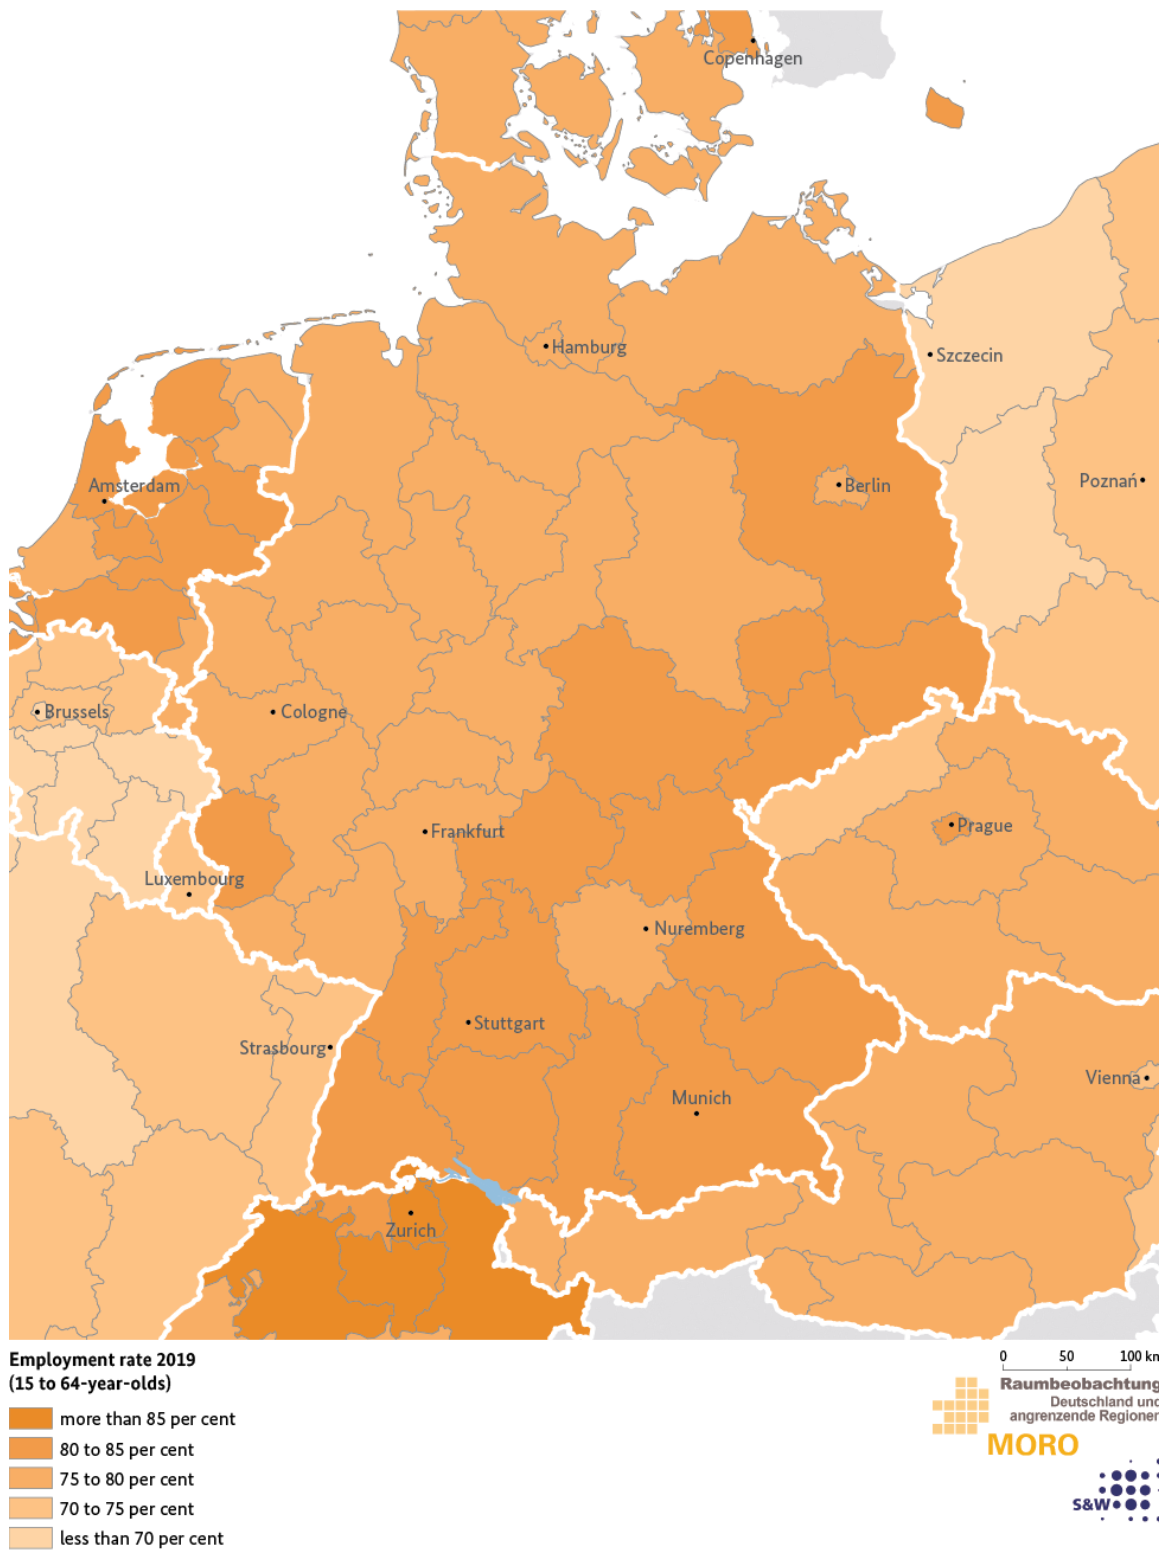 Copenhagen
Hamburg
Szczecin
Amsterdam
Berlin
Poznań
Brussels
Cologne
Prague
Frankfurt
Luxembourg
Nuremberg
Stuttgart
Strasbourg
Vienna
Munich
Zurich
Employment rate 2019
(15 to 64-year-olds)
more than 85 per cent
80 to 85 per cent
75 to 80 per cent
70 to 75 per cent
less than 70 per cent
0 50 100 km
Raumbeobachtung
Deutschland und
angrenzende Regionen
MORO
S&W